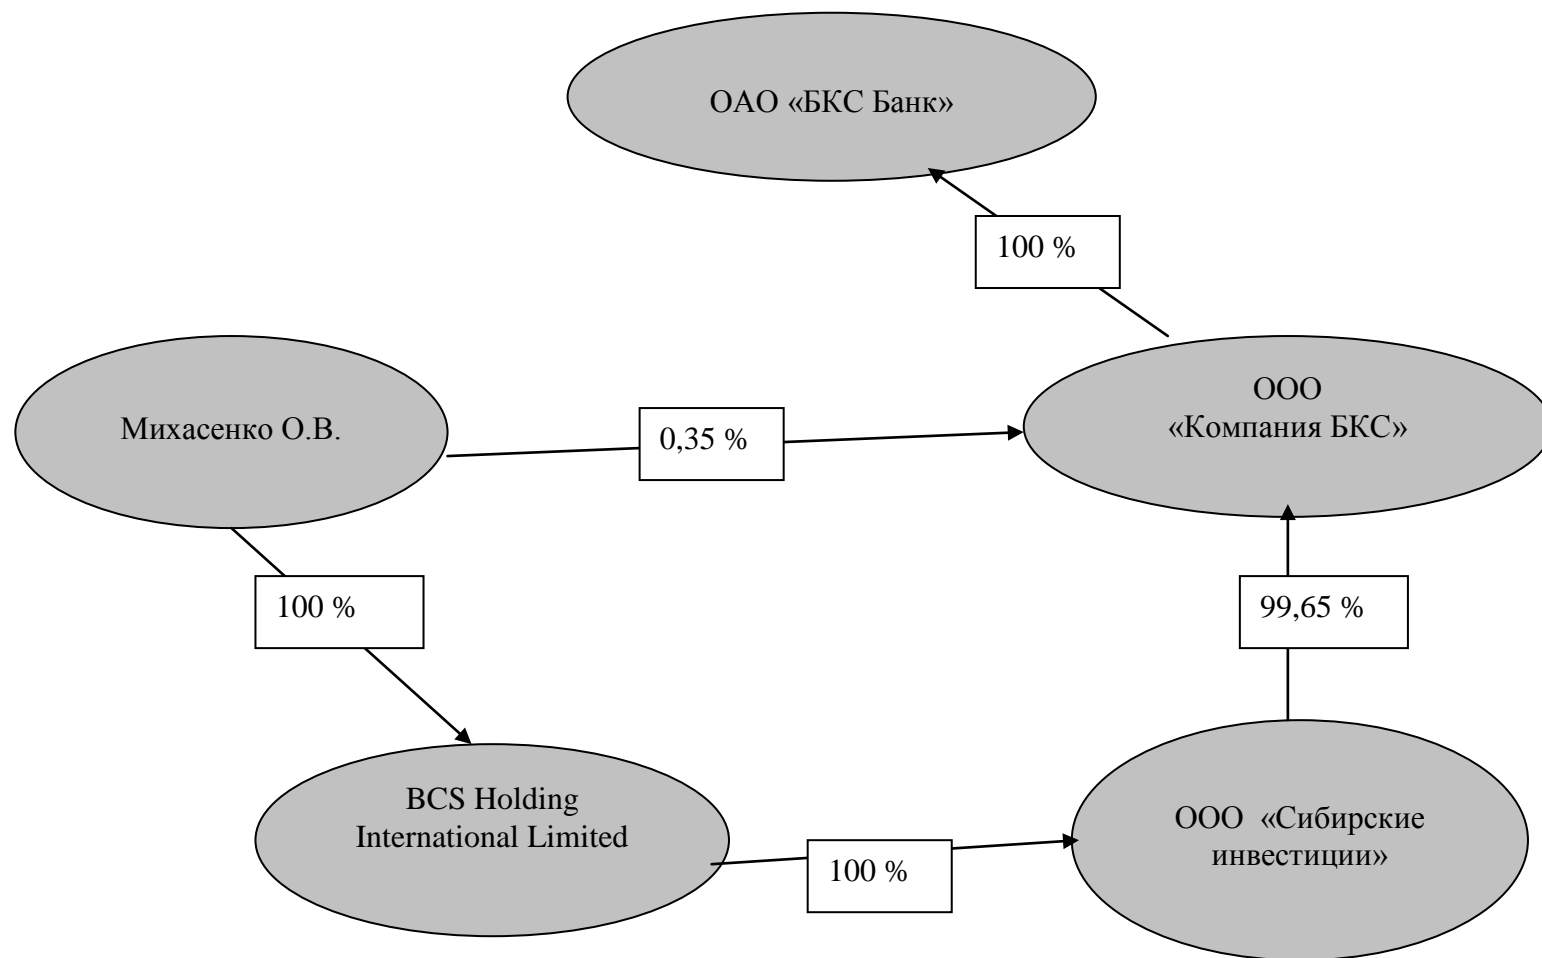 ОАО «БКС Банк»
100 %
Михасенко О.В.
0,35 %
ООО
«Компания БКС»
100 %
99,65 %
BCS Holding
International Limited
100 %
ООО «Сибирские
инвестиции»